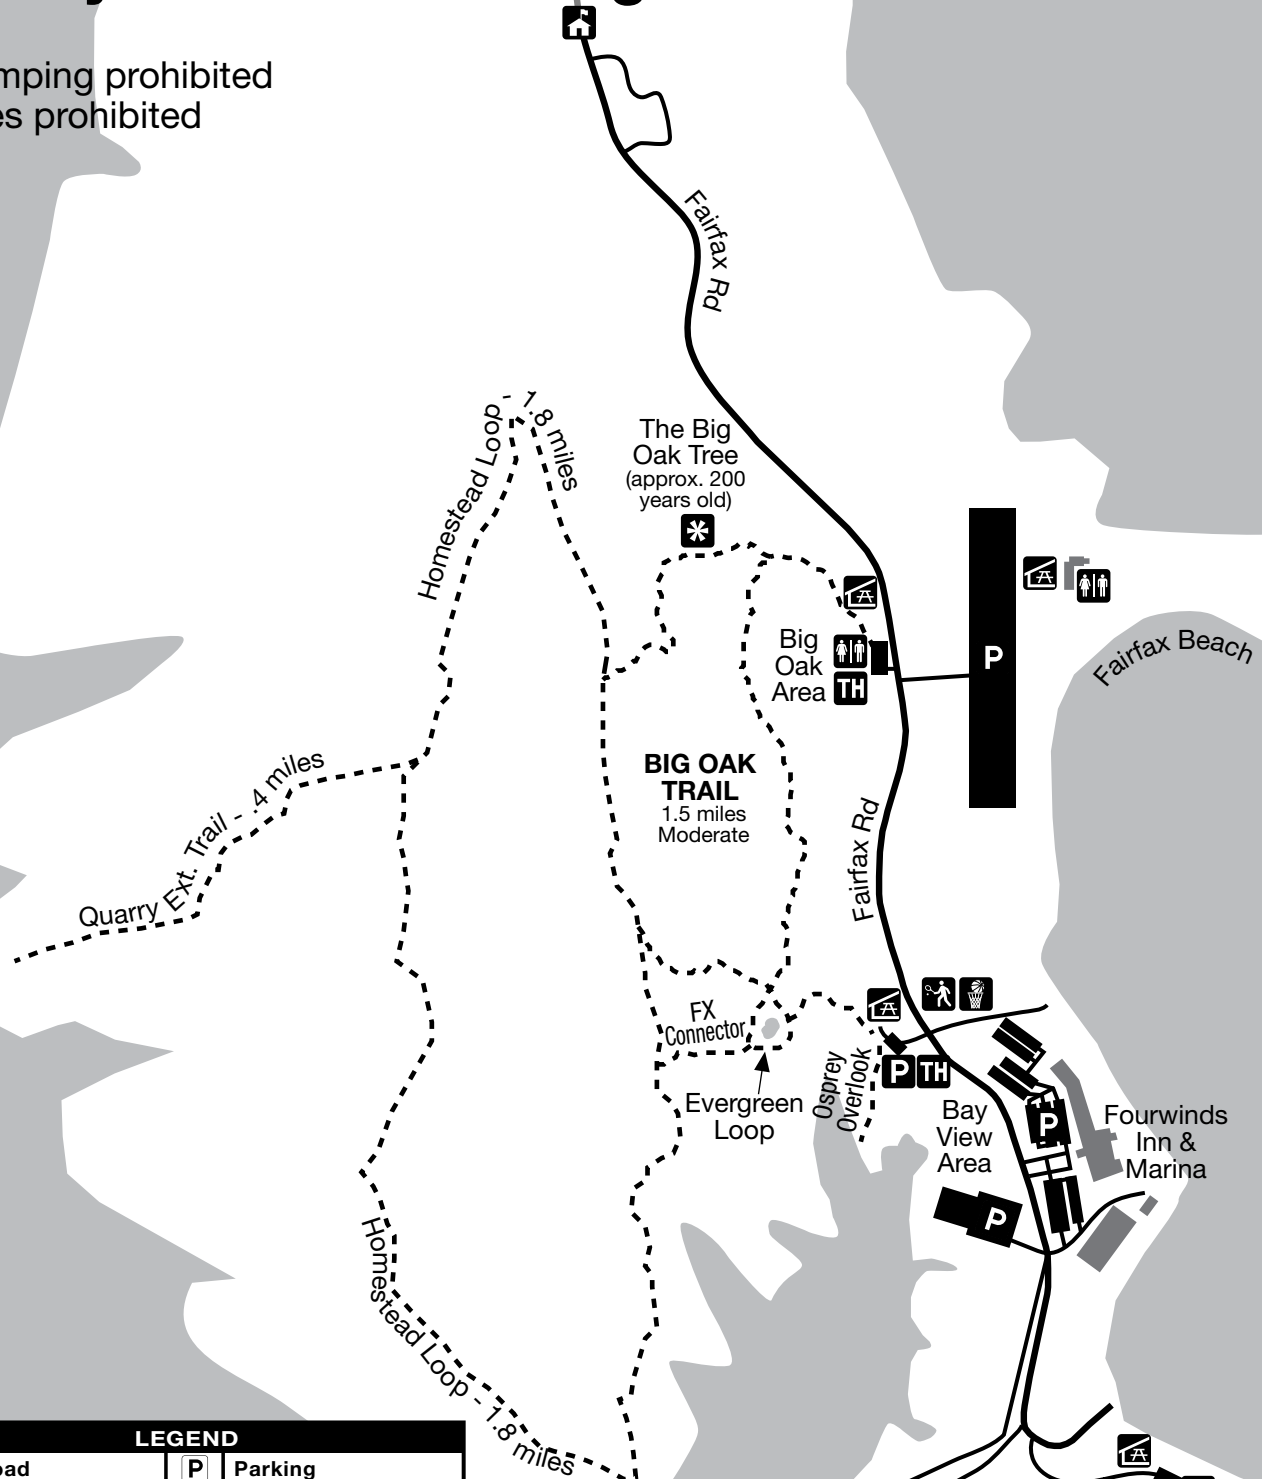 prohibited
prohibited
Fairfax Rd
Homestead Loop - 1.8 miles
The Big
Oak Tree
(approx. 200
years old)
Big
Oak
Area
TH
P
Fairfax Beach
BIG OAK
TRAIL
1.5 miles
Moderate
Quarry Ext. Trail - .4 miles
Fairfax Rd
FX
Connector
Evergreen
Loop
Osprey
Overlook
P
TH
Bay
View
Area
P
Fourwinds
Inn &
Marina
P
Homestead Loop - 1.8 miles
LEGEND
P Parking